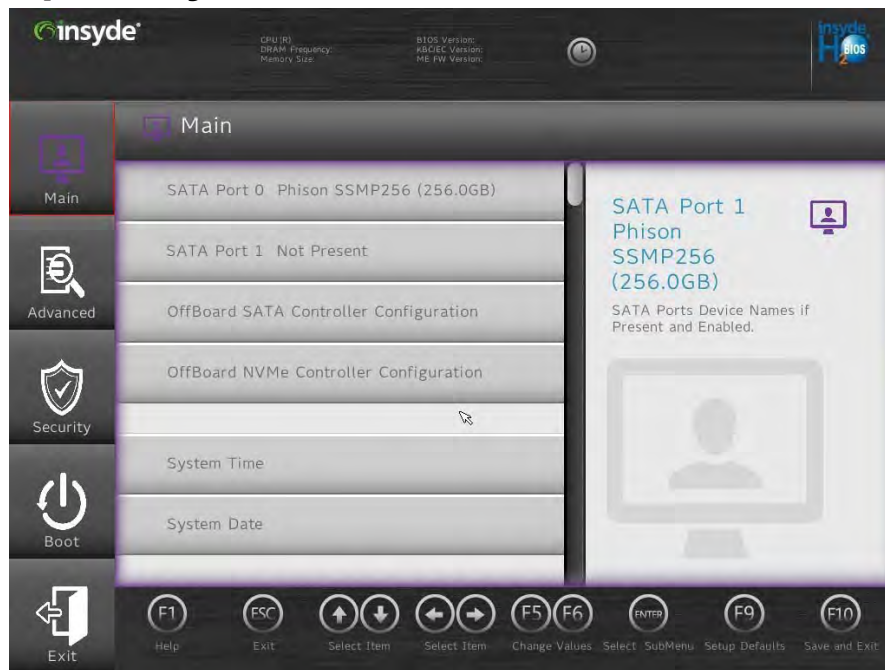 insyde
CPU(R)
DRAM Frequency:
Memory Size:
BIOS Version:
KBC/EC Version:
ME FW Version:
insyde
H2O BIOS
Main
Main
Advanced
Security
Boot
Exit
SATA Port 0 Phison SSMP256 (256.0GB)
SATA Port 1 Not Present
OffBoard SATA Controller Configuration
OffBoard NVMe Controller Configuration
System Time
System Date
SATA Port 1
Phison
SSMP256
(256.0GB)
SATA Ports Device Names if
Present and Enabled.
F1
Help
ESC
Exit
Select Item
Select Item
F5 F6
Change Values
ENTER
Select SubMenu
F9
Setup Defaults
F10
Save and Exit